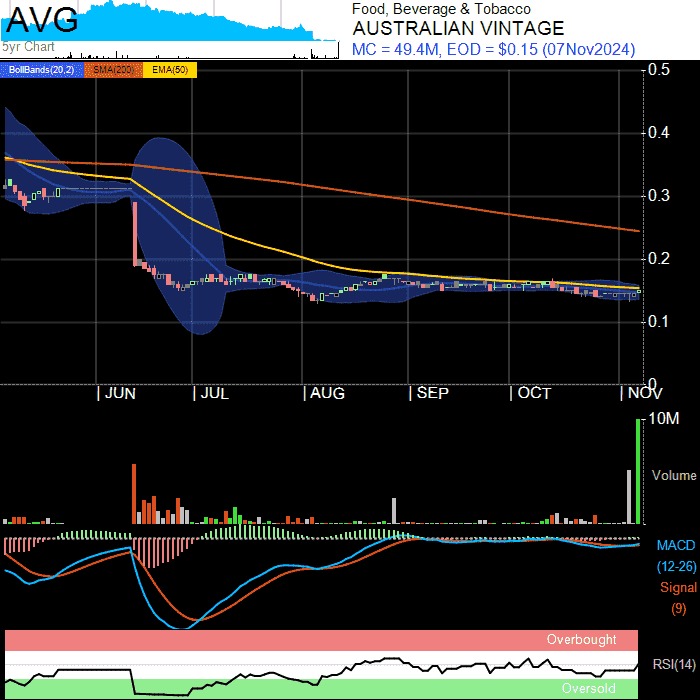 AVG
5yr Chart
Food, Beverage & Tobacco
AUSTRALIAN VINTAGE
MC = 49.4M, EOD = $0.15 (07Nov2024)
BollBands(20,2) SMA(200) EMA(50)
0.5
0.4
0.3
0.2
0.1
0
JUN JUL AUG SEP OCT NOV
10M
Volume
MACD
(12-26)
Signal
(9)
Overbought
RSI(14)
Oversold